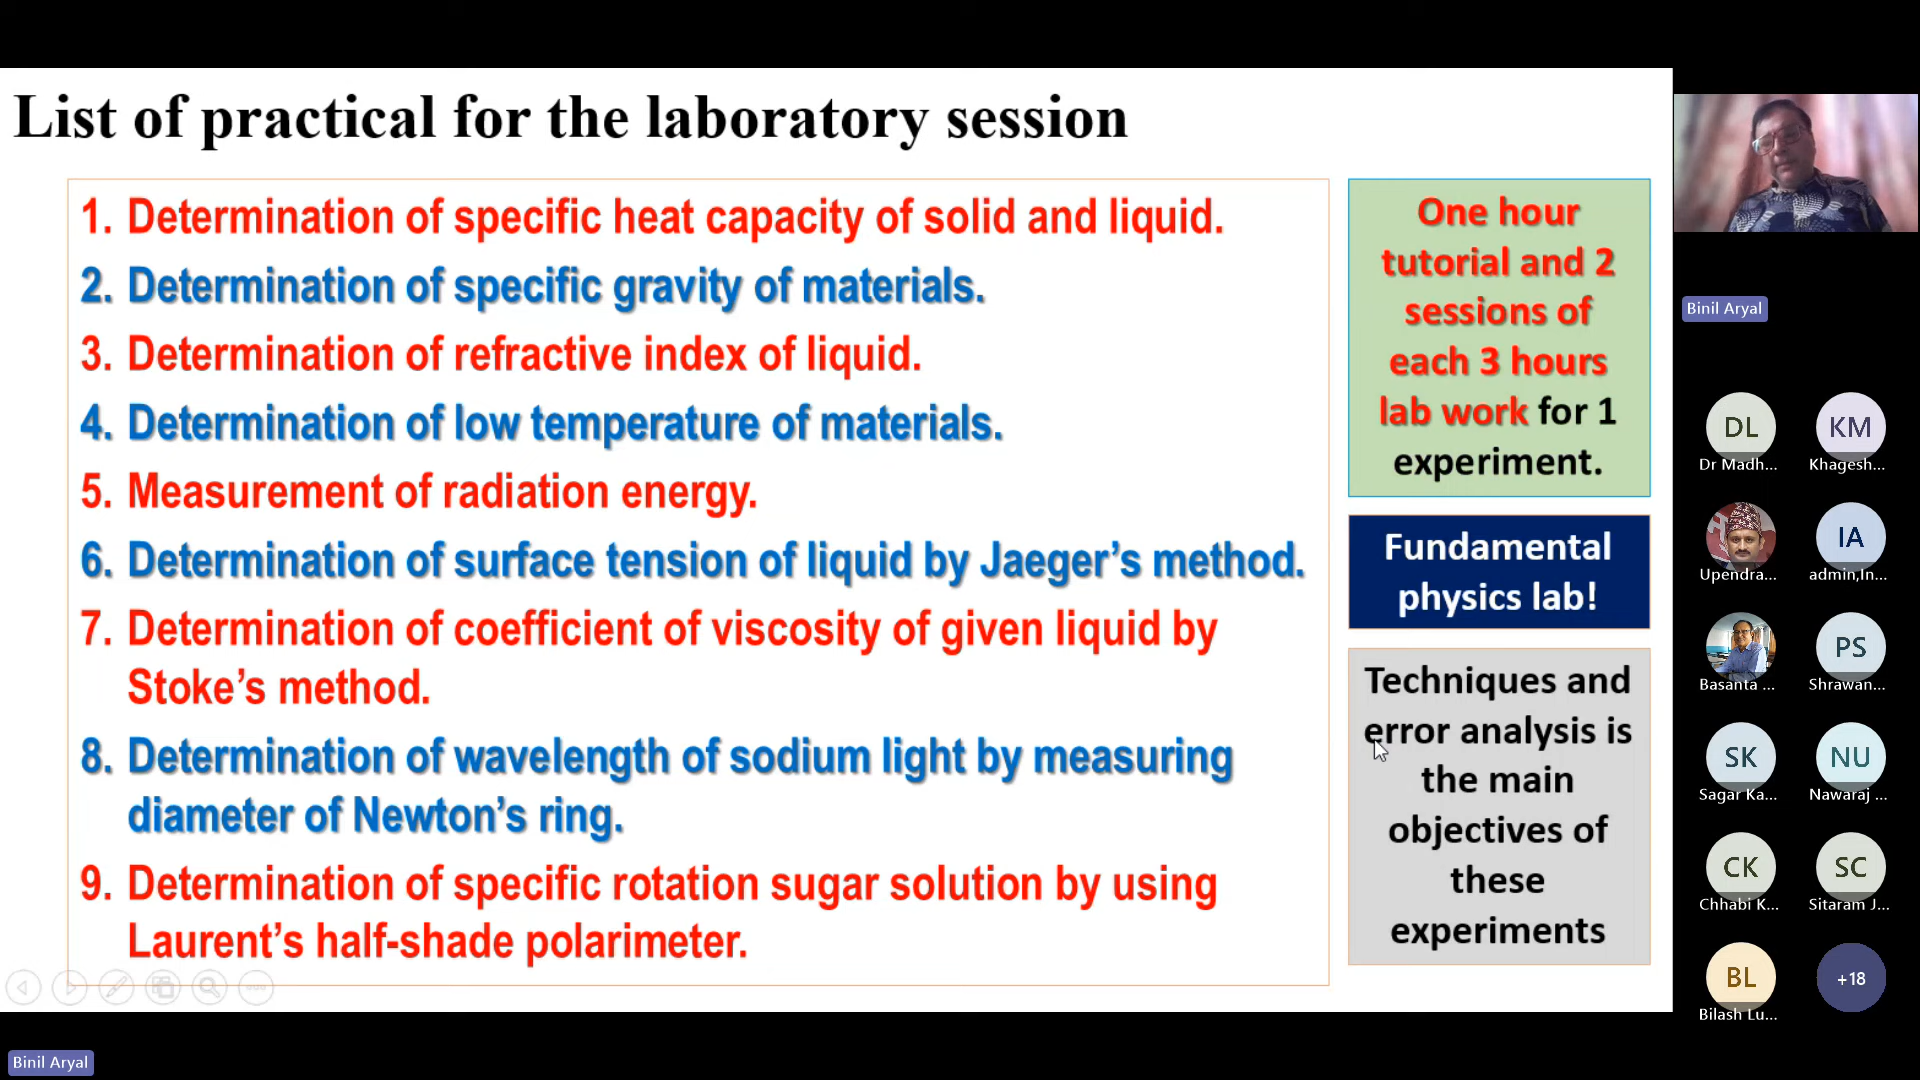 List of practical for the laboratory session
1. Determination of specific heat capacity of solid and liquid.
2. Determination of specific gravity of materials.
3. Determination of refractive index of liquid.
4. Determination of low temperature of materials.
5. Measurement of radiation energy.
6. Determination of surface tension of liquid by Jaeger’s method.
7. Determination of coefficient of viscosity of given liquid by
Stoke’s method.
8. Determination of wavelength of sodium light by measuring
diameter of Newton’s ring.
9. Determination of specific rotation sugar solution by using
Laurent’s half-shade polarimeter.
One hour
tutorial and 2
sessions of
each 3 hours
lab work for 1
experiment.
Fundamental
physics lab!
Techniques and
error analysis is
the main
objectives of
these
experiments
Binil Aryal
DL
KM
Dr Madh...
Khagesh...
IA
Upendra...
admin,In...
PS
Basanta ...
Shrawan...
SK
NU
Sagar Ka...
Nawaraj ...
CK
SC
Chhabi K...
Sitaram J...
BL
+18
Bilash Lu...
Binil Aryal